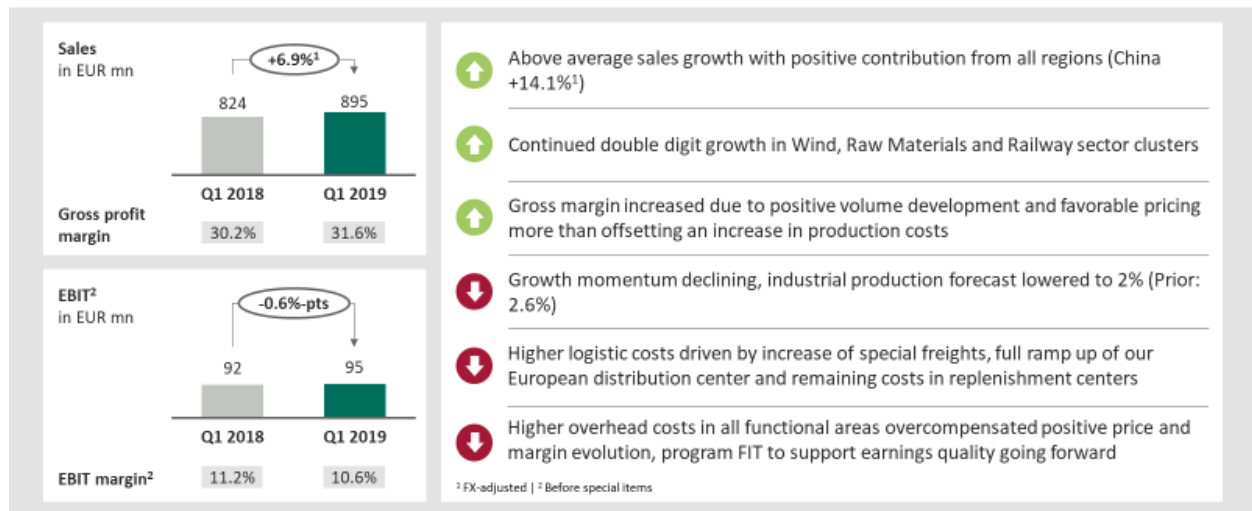 Sales
in EUR mn
+6.9%¹
824
895
Q1 2018
Q1 2019
Gross profit
margin
30.2%
31.6%
EBIT²
in EUR mn
-0.6%-pts
92
95
Q1 2018
Q1 2019
EBIT margin²
11.2%
10.6%
Above average sales growth with positive contribution from all regions (China
+14.1%¹)
Continued double digit growth in Wind, Raw Materials and Railway sector clusters
Gross margin increased due to positive volume development and favorable pricing
more than offsetting an increase in production costs
Growth momentum declining, industrial production forecast lowered to 2% (Prior:
2.6%)
Higher logistic costs driven by increase of special freights, full ramp up of our
European distribution center and remaining costs in replenishment centers
Higher overhead costs in all functional areas overcompensated positive price and
margin evolution, program FIT to support earnings quality going forward
¹ FX-adjusted | ² Before special items